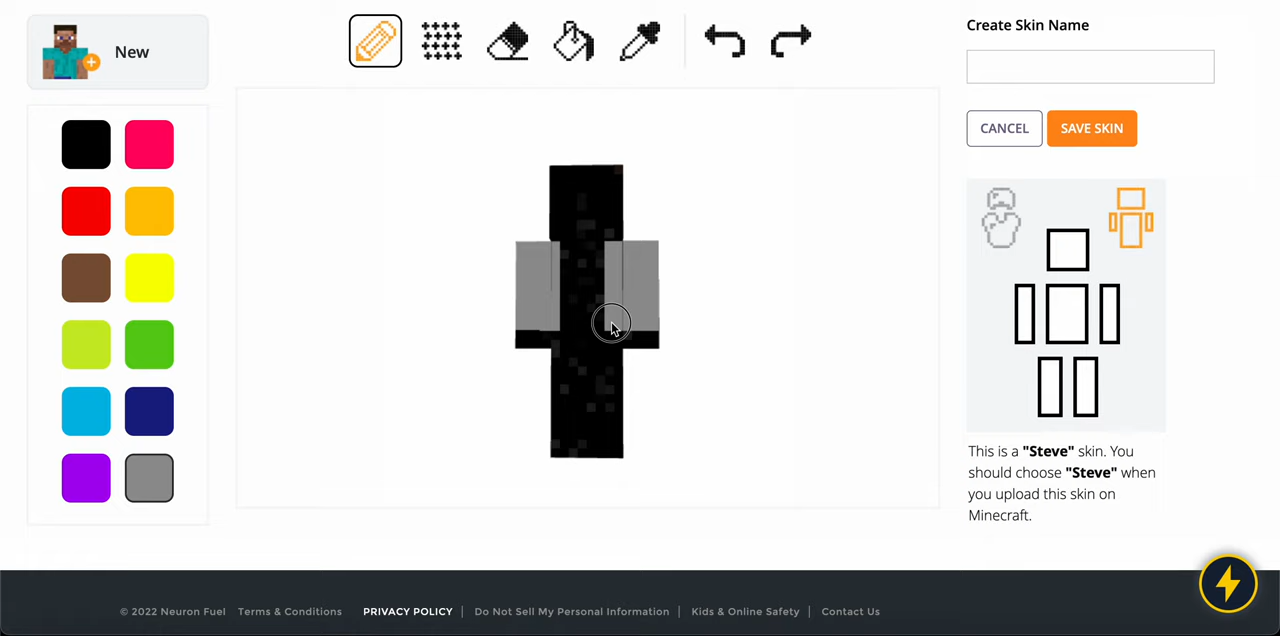 New
Create Skin Name
CANCEL
SAVE SKIN
This is a "Steve" skin. You
should choose "Steve" when
you upload this skin on
Minecraft.
© 2022 Neuron Fuel
Terms & Conditions
PRIVACY POLICY
Do Not Sell My Personal Information
Kids & Online Safety
Contact Us